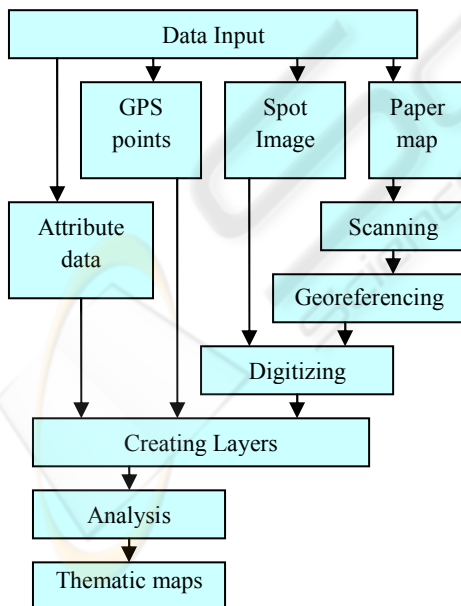 Data Input
GPS
points
Spot
Image
Paper
map
Attribute
data
Scanning
Georeferencing
Digitizing
Creating Layers
Analysis
Thematic maps